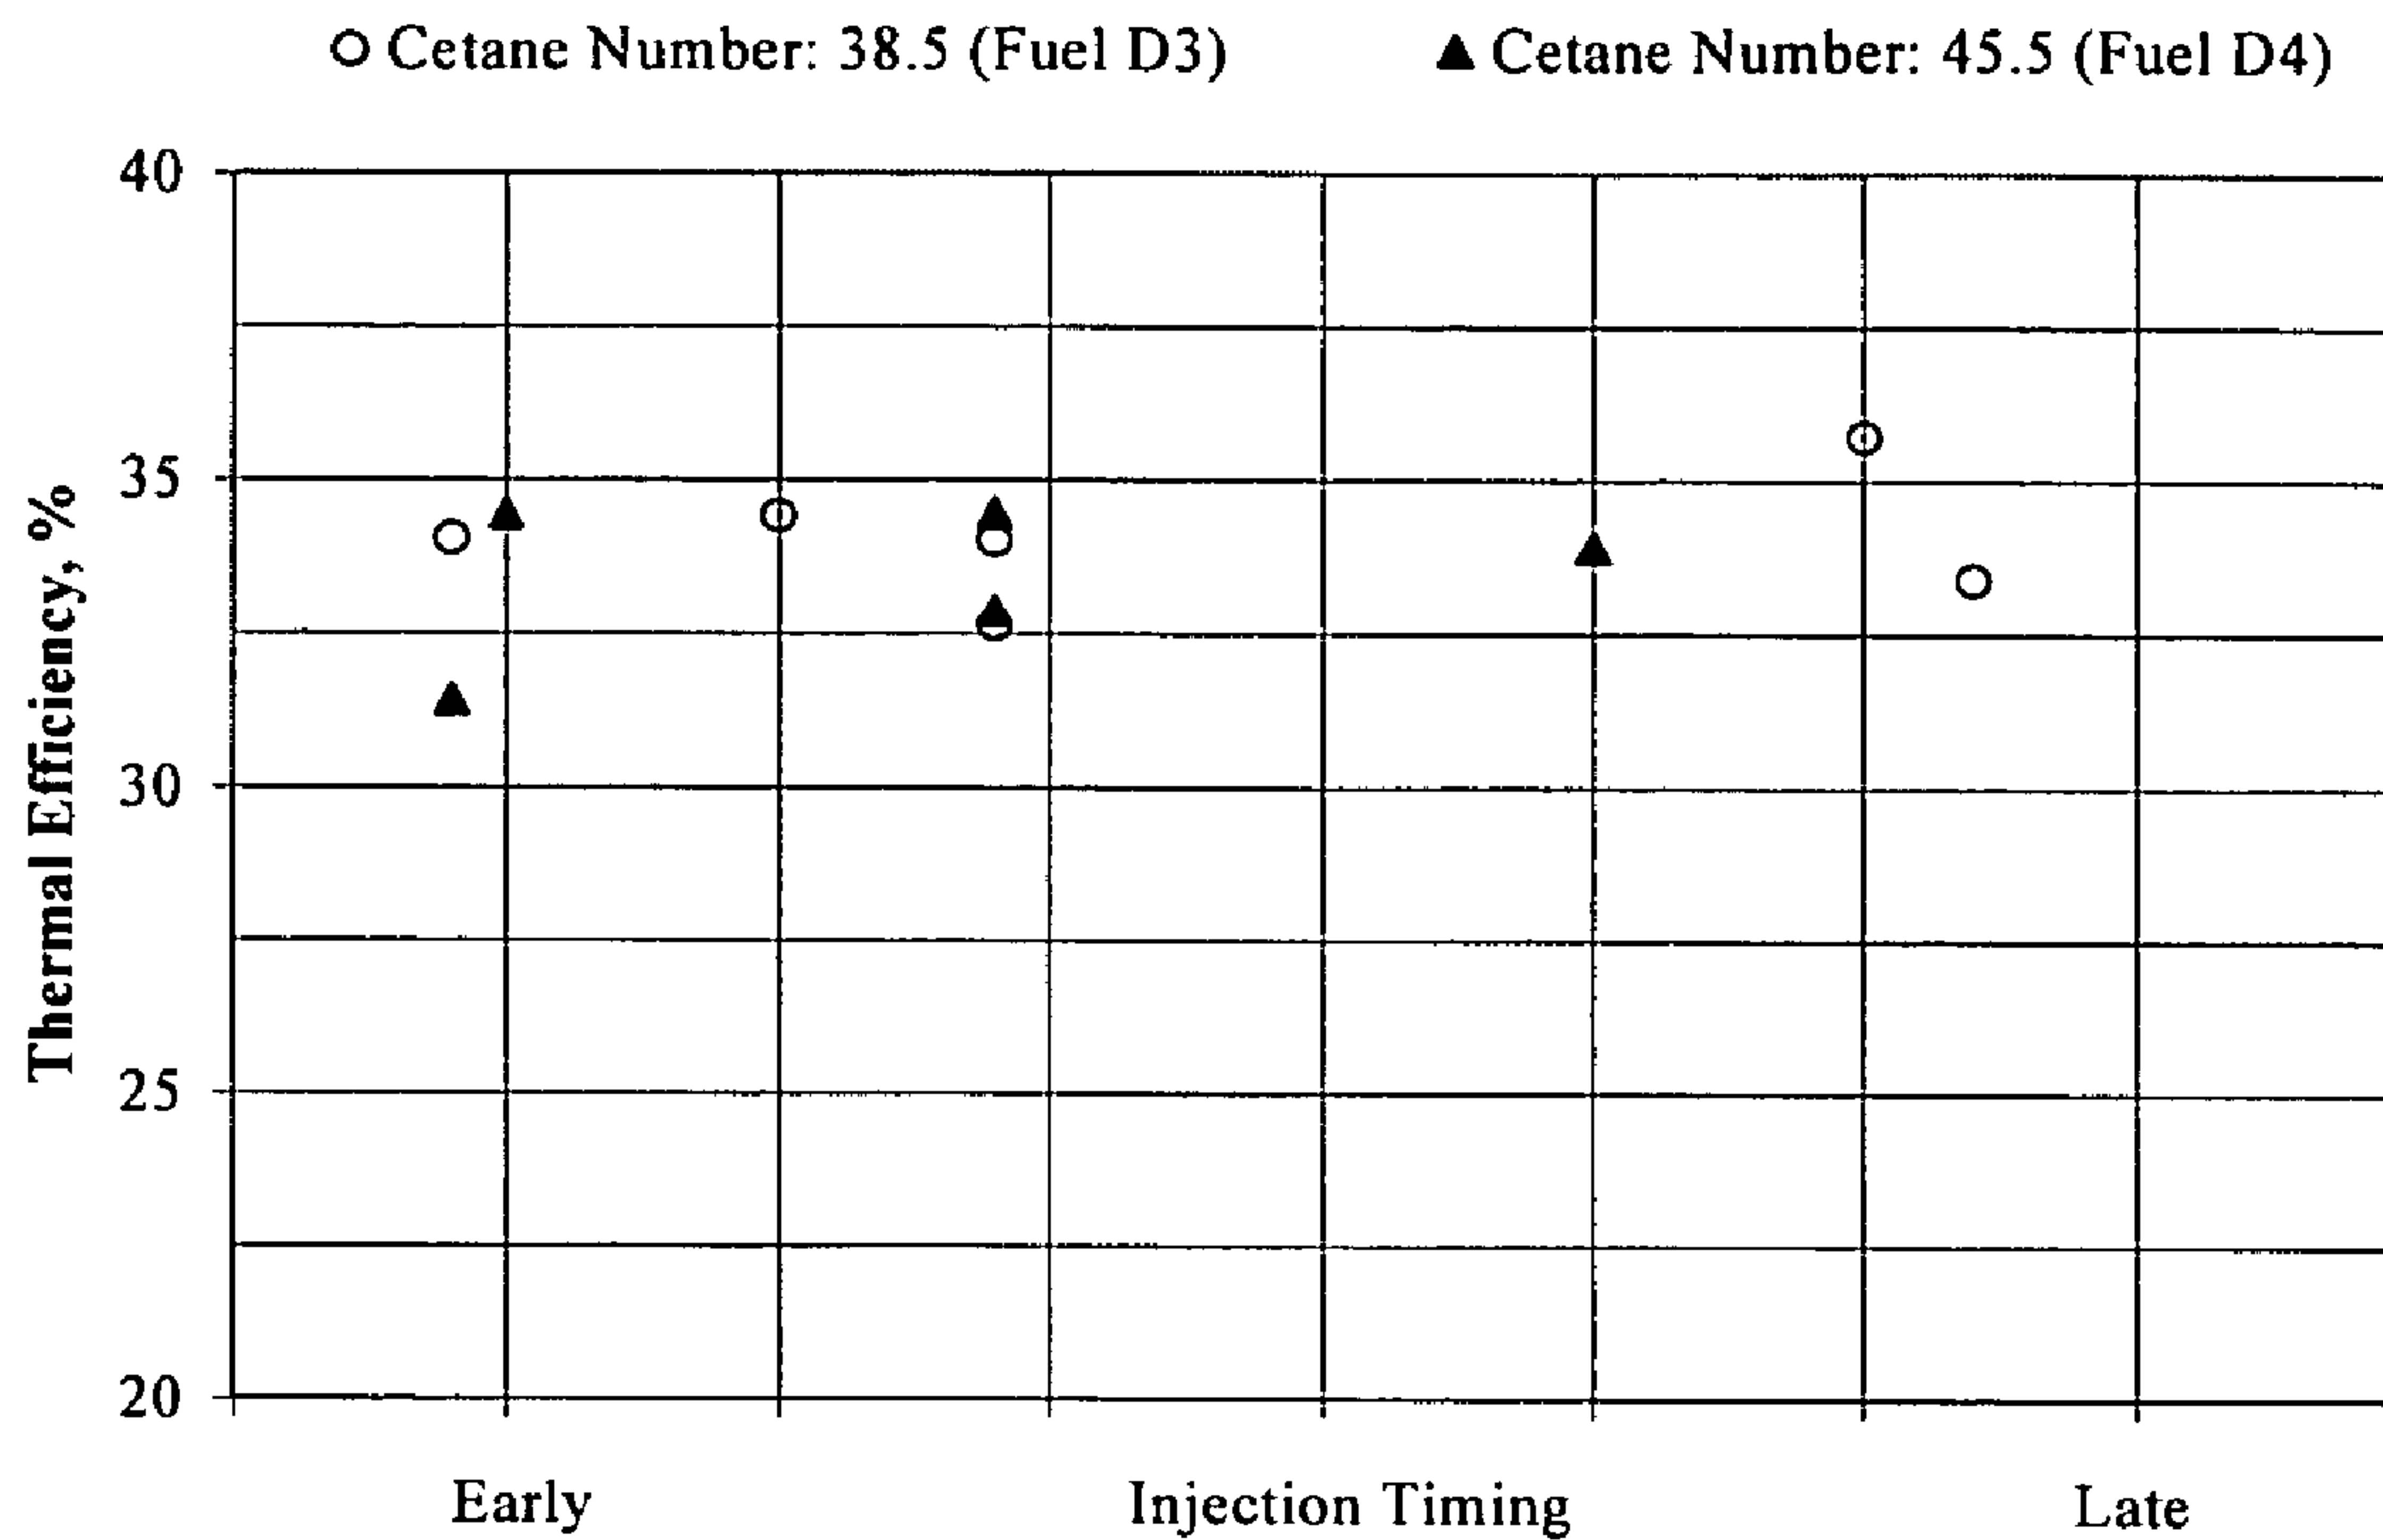 Cetane Number: 38.5 (Fuel D3) Cetane Number: 45.5 (Fuel D4)
40
35
30
25
20
Thermal Efficiency, %
Early Injection Timing Late